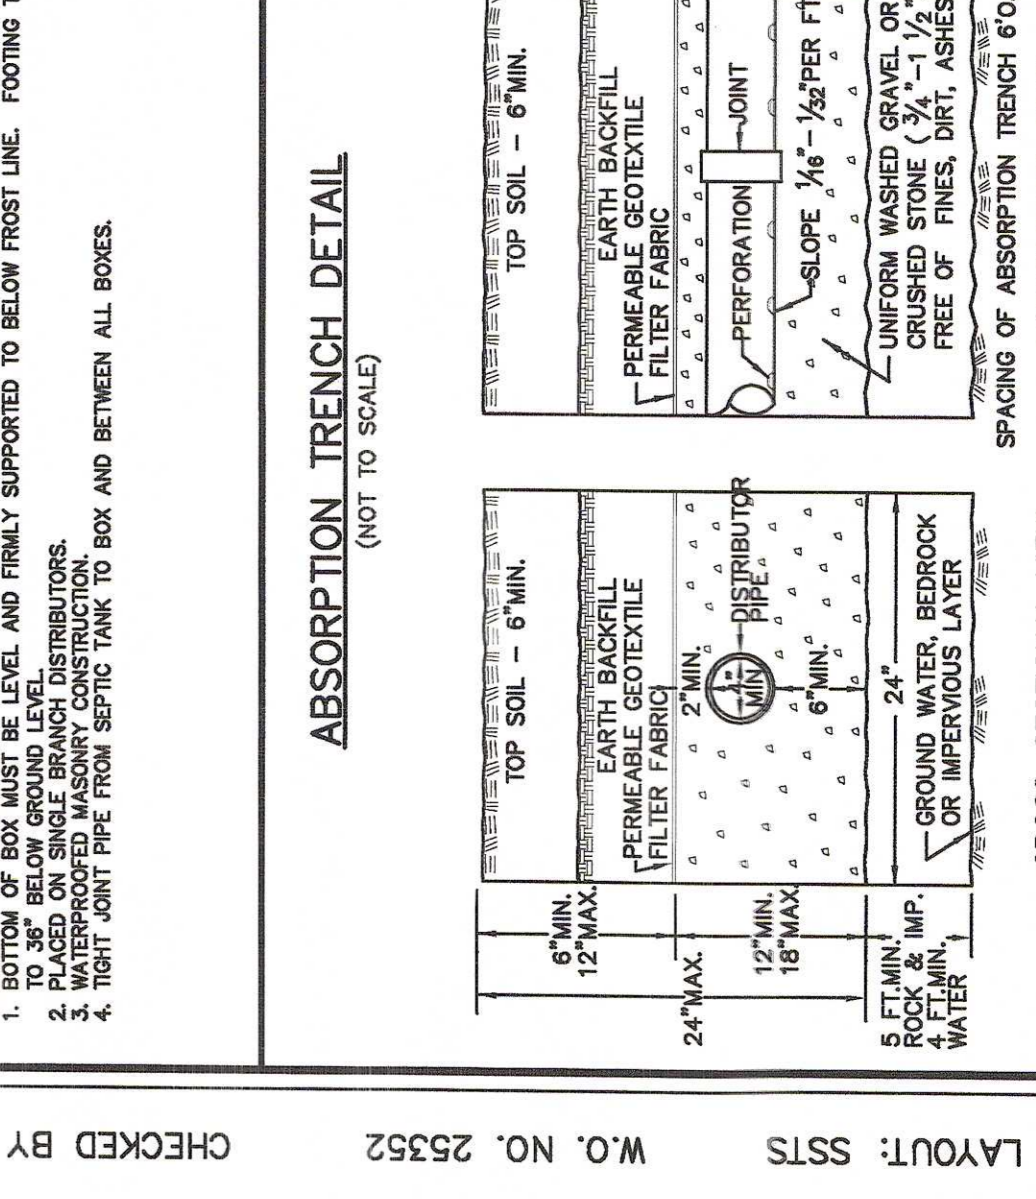 1. BOTTOM OF BOX MUST BE LEVEL AND FIRMLY SUPPORTED TO BELOW FROST LINE. FOOTING
TO 36" BELOW GROUND LEVEL.
2. PLACED ON SINGLE BRANCH DISTRIBUTORS.
3. WATERPROOFED MASONRY CONSTRUCTION.
4. TIGHT JOINT PIPE FROM SEPTIC TANK TO BOX AND BETWEEN ALL BOXES.
ABSORPTION TRENCH DETAIL
(NOT TO SCALE)
TOP SOIL - 6"MIN.
EARTH BACKFILL
PERMEABLE GEOTEXTILE
FILTER FABRIC
2"MIN.
4"
MIN
DISTRIBUTOR
PIPE
6"MIN.
24"
GROUND WATER, BEDROCK
OR IMPERVIOUS LAYER
6"MIN.
12"MAX.
24"MAX.
12"MIN.
18"MAX.
5 FT.MIN.
ROCK & IMP.
4 FT.MIN.
WATER
TOP SOIL - 6"MIN.
EARTH BACKFILL
PERMEABLE GEOTEXTILE
FILTER FABRIC
PERFORATION
JOINT
SLOPE 1/16" - 1/32"PER FT
UNIFORM WASHED GRAVEL OR
CRUSHED STONE ( 3/4"-1 1/2"
FREE OF FINES, DIRT, ASHES
SPACING OF ABSORPTION TRENCH 6'O.
LAYOUT: SSTS
W.O. NO. 25352
CHECKED BY